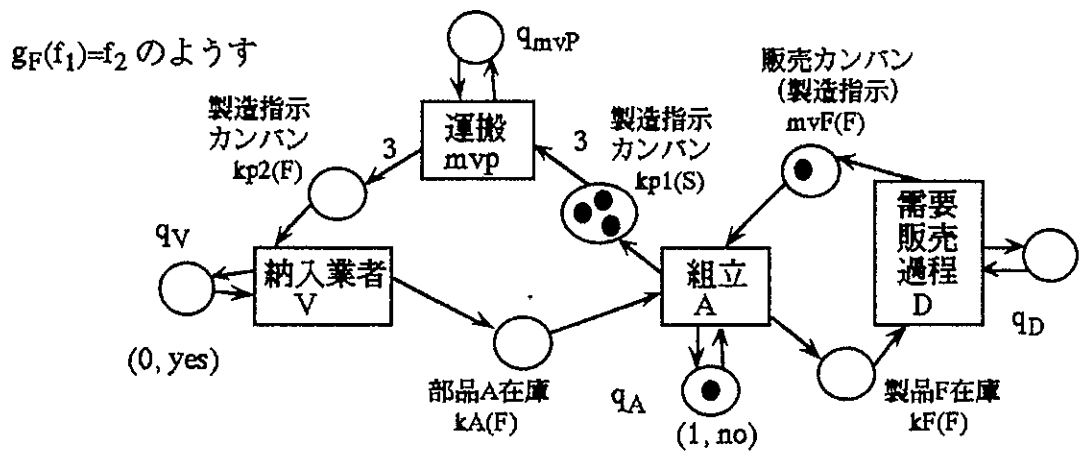 g_F(f_1)=f_2 のようす
q_mvP
製造指示
カンバン
kp2(F)
3
運搬
mvp
3
製造指示
カンバン
kp1(S)
販売カンバン
(製造指示)
mvF(F)
q_V
納入業者
V
(0, yes)
部品A在庫
kA(F)
組立
A
q_A
(1, no)
需要
販売
過程
D
q_D
製品F在庫
kF(F)